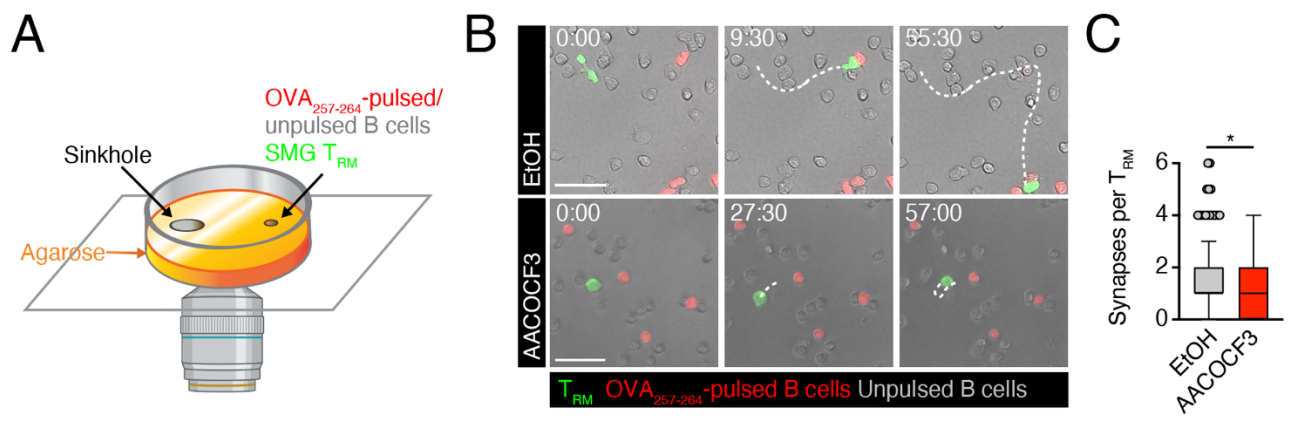 A
OVA257-264-pulsed/
unpulsed B cells
SMG TRM
Sinkhole
Agarose
B
EtOH
0:00
9:30
55:30
AACOCF3
0:00
27:30
57:00
TRM OVA257-264-pulsed B cells Unpulsed B cells
C
Synapses per TRM
6
4
2
0
*
EtOH
AACOCF3